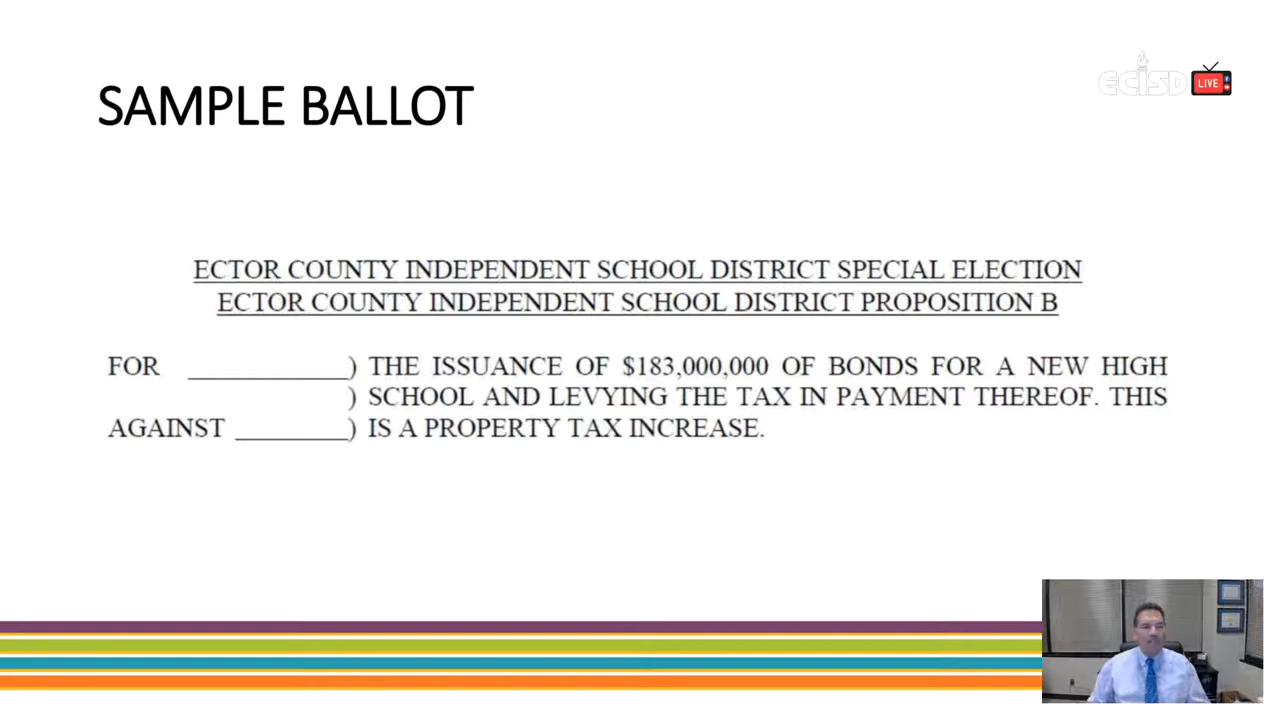 ECISD LIVE
SAMPLE BALLOT
ECTOR COUNTY INDEPENDENT SCHOOL DISTRICT SPECIAL ELECTION
ECTOR COUNTY INDEPENDENT SCHOOL DISTRICT PROPOSITION B
FOR ____________) THE ISSUANCE OF $183,000,000 OF BONDS FOR A NEW HIGH
) SCHOOL AND LEVYING THE TAX IN PAYMENT THEREOF. THIS
AGAINST ________) IS A PROPERTY TAX INCREASE.